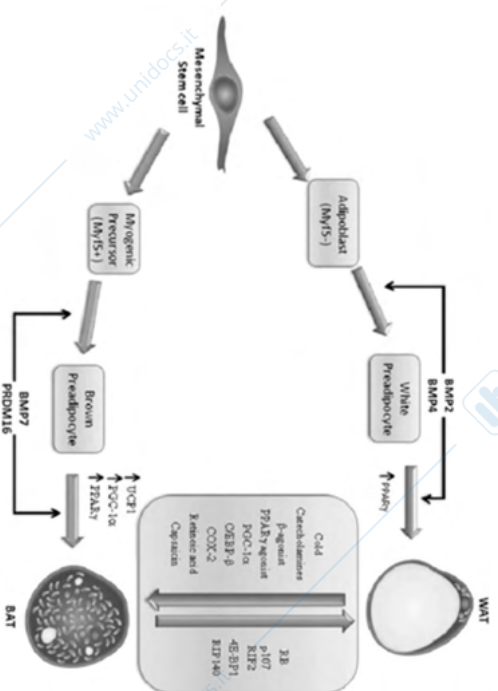 Mesenchymal
Stem cell
Adipoblast
(Myf5-)
Myogenic
Precursor
(Myf5+)
BMP2
BMP4
White
Preadipocyte
Brown
Preadipocyte
BMP7
PRDM16
↑ PPARγ
↑ UCP1
↑ PGC-1α
↑ PPARγ
WAT
BAT
Cold
Catecholamines
β-agonist
PPARγ agonist
PGC-1α
C/EBP-β
COX-2
Retinoic acid
Capsaicin
RB
p107
RIF2
4E-BP1
RIP140
www.unidocs.it